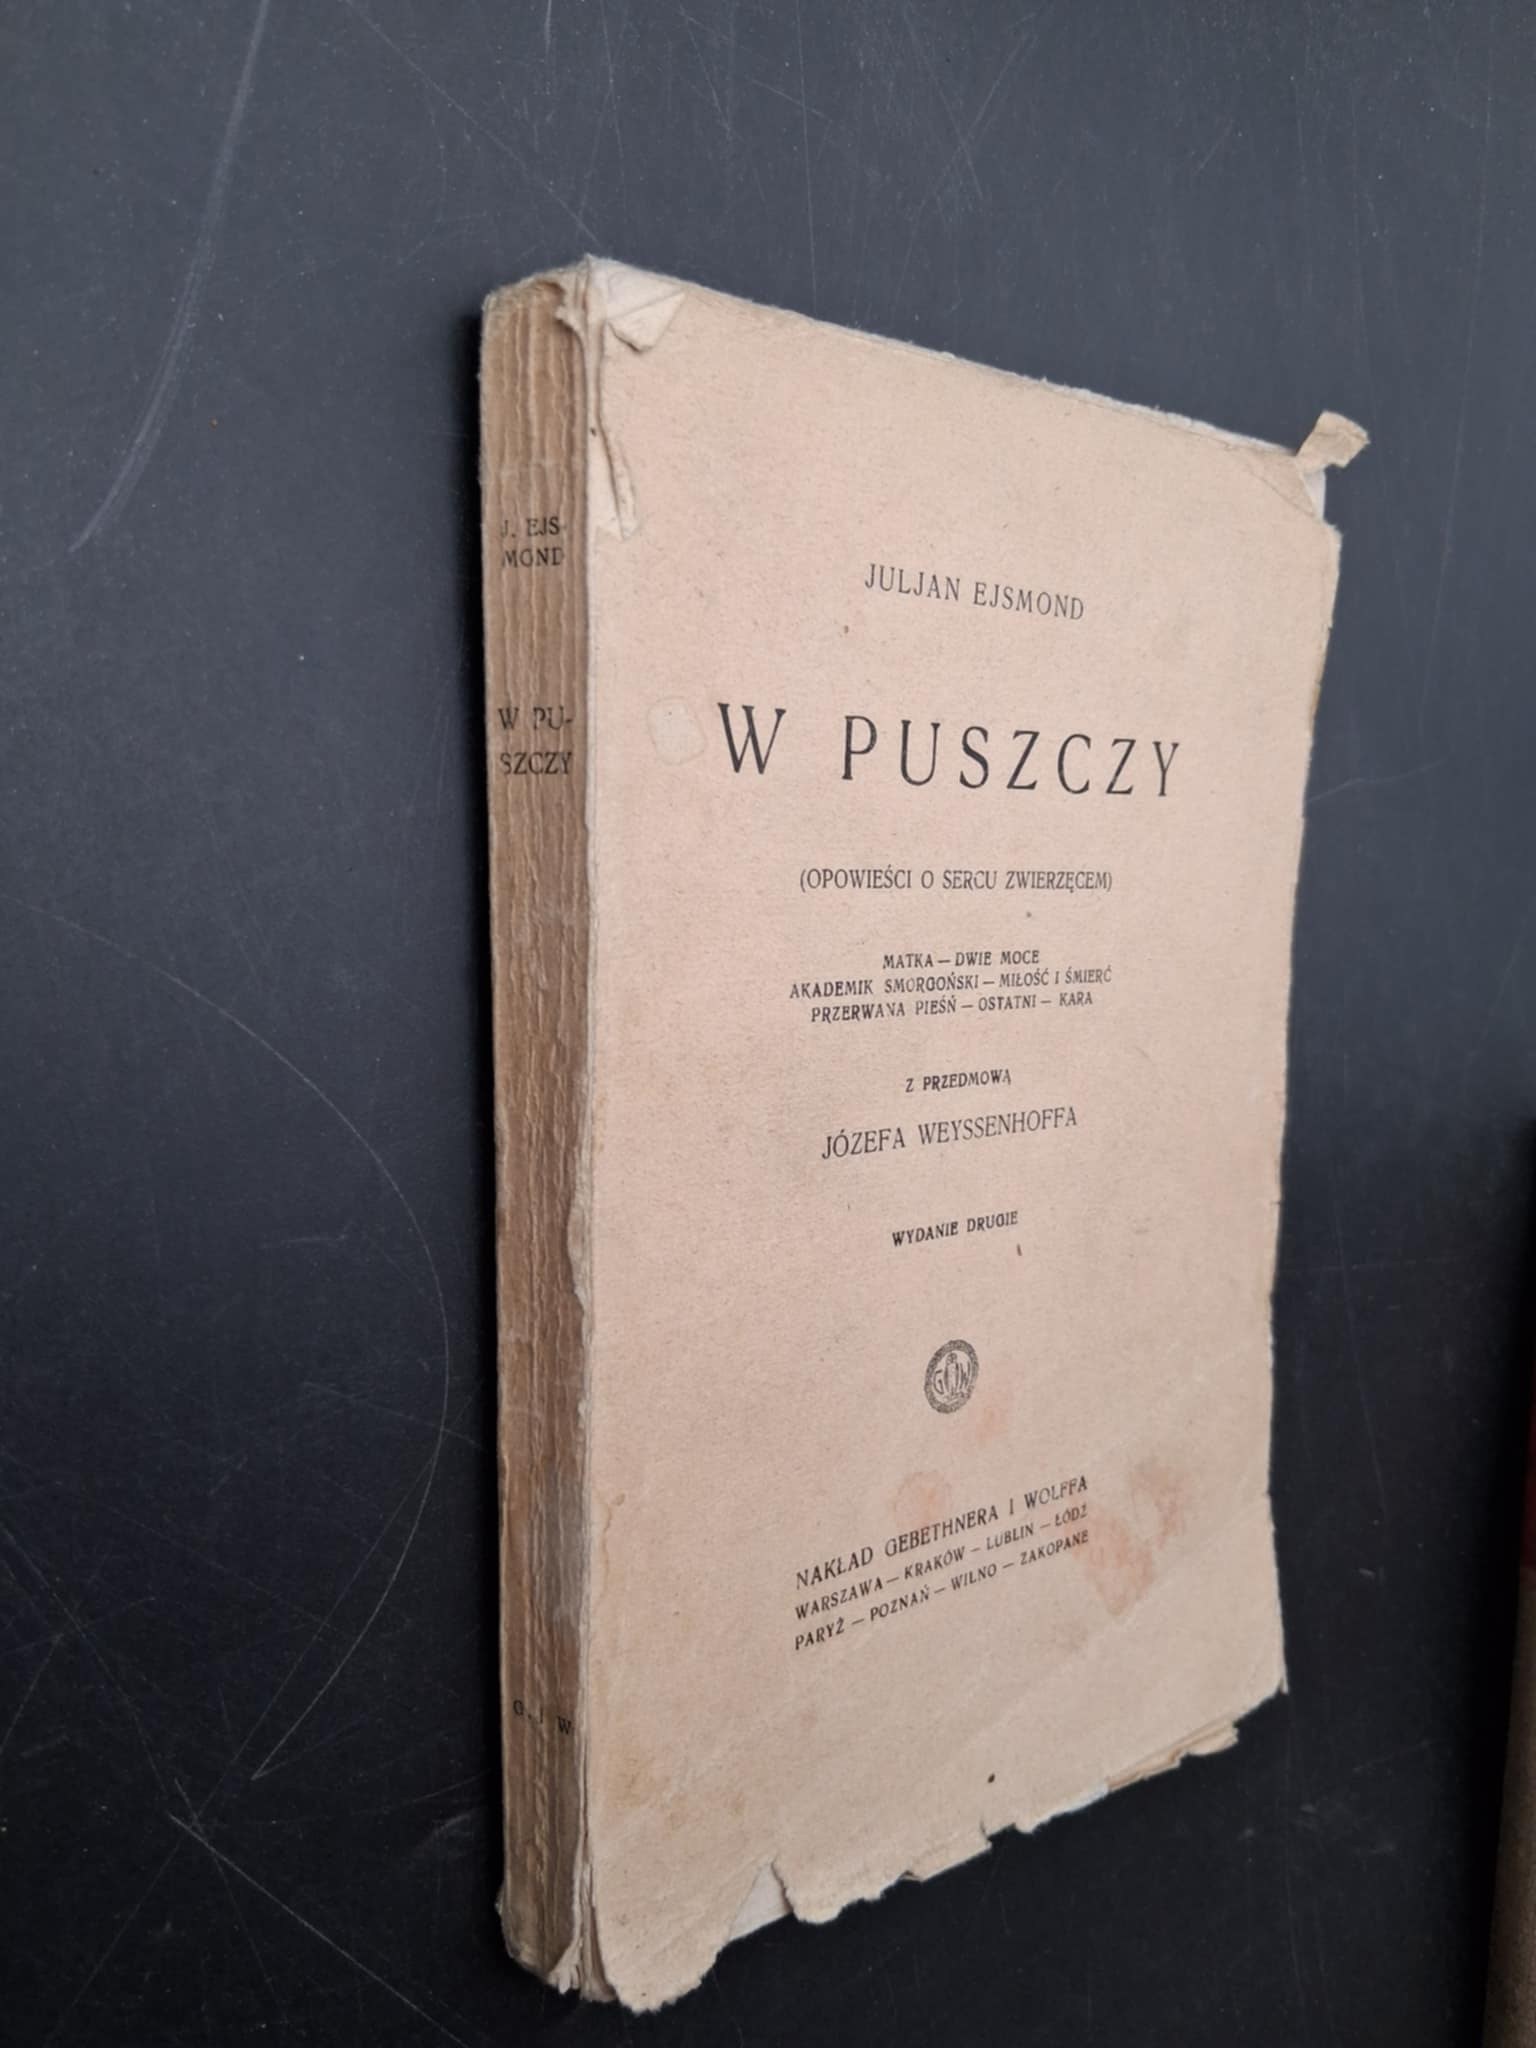 J. EJS-
MOND
W PU-
SZCZY
G. I W
JULJAN EJSMOND
W PUSZCZY
(OPOWIEŚCI O SERCU ZWIERZĘCEM)
MATKA — DWIE MOCE
AKADEMIK SMORGOŃSKI — MIŁOŚĆ I ŚMIERĆ
PRZERWANA PIEŚŃ — OSTATNI — KARA
Z PRZEDMOWĄ
JÓZEFA WEYSSENHOFFA
WYDANIE DRUGIE
G W
NAKŁAD GEBETHNERA I WOLFFA
WARSZAWA — KRAKÓW — LUBLIN — ŁÓDŹ
PARYŻ — POZNAŃ — WILNO — ZAKOPANE